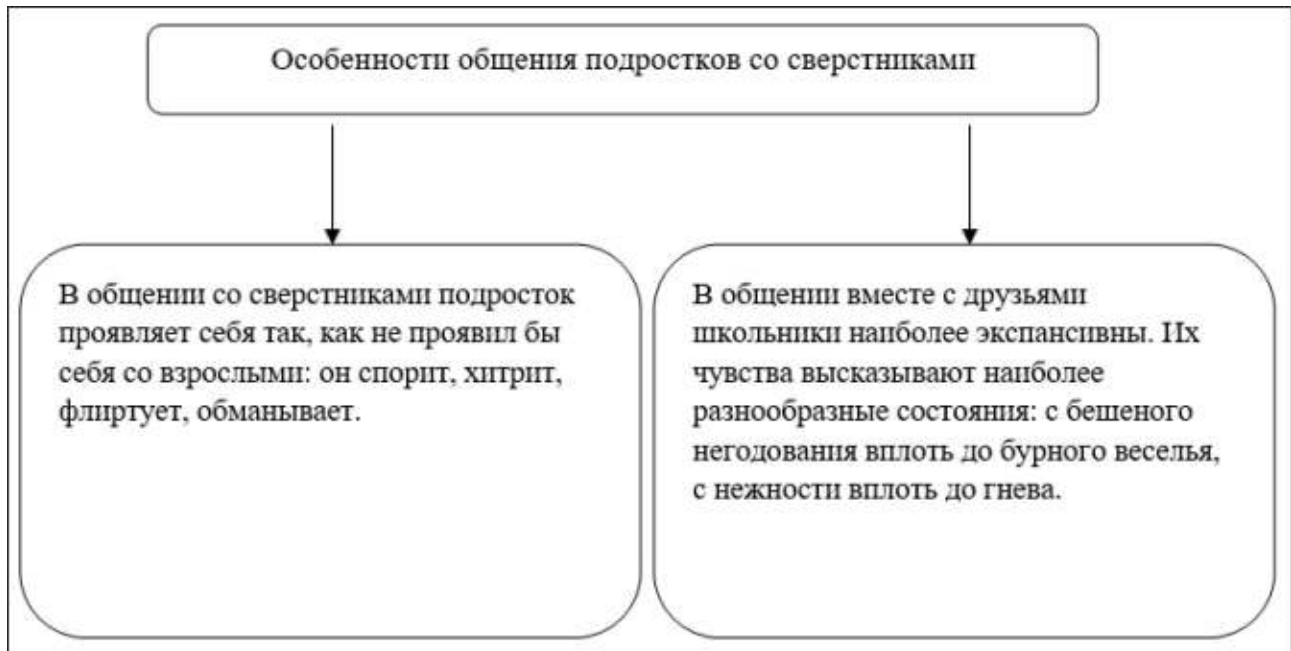 Особенности общения подростков со сверстниками
В общении со сверстниками подросток
проявляет себя так, как не проявил бы
себя со взрослыми: он спорит, хитрит,
флиртует, обманывает.
В общении вместе с друзьями
школьники наиболее экспансивны. Их
чувства высказывают наиболее
разнообразные состояния: с бешеного
негодования вплоть до бурного веселья,
с нежности вплоть до гнева.